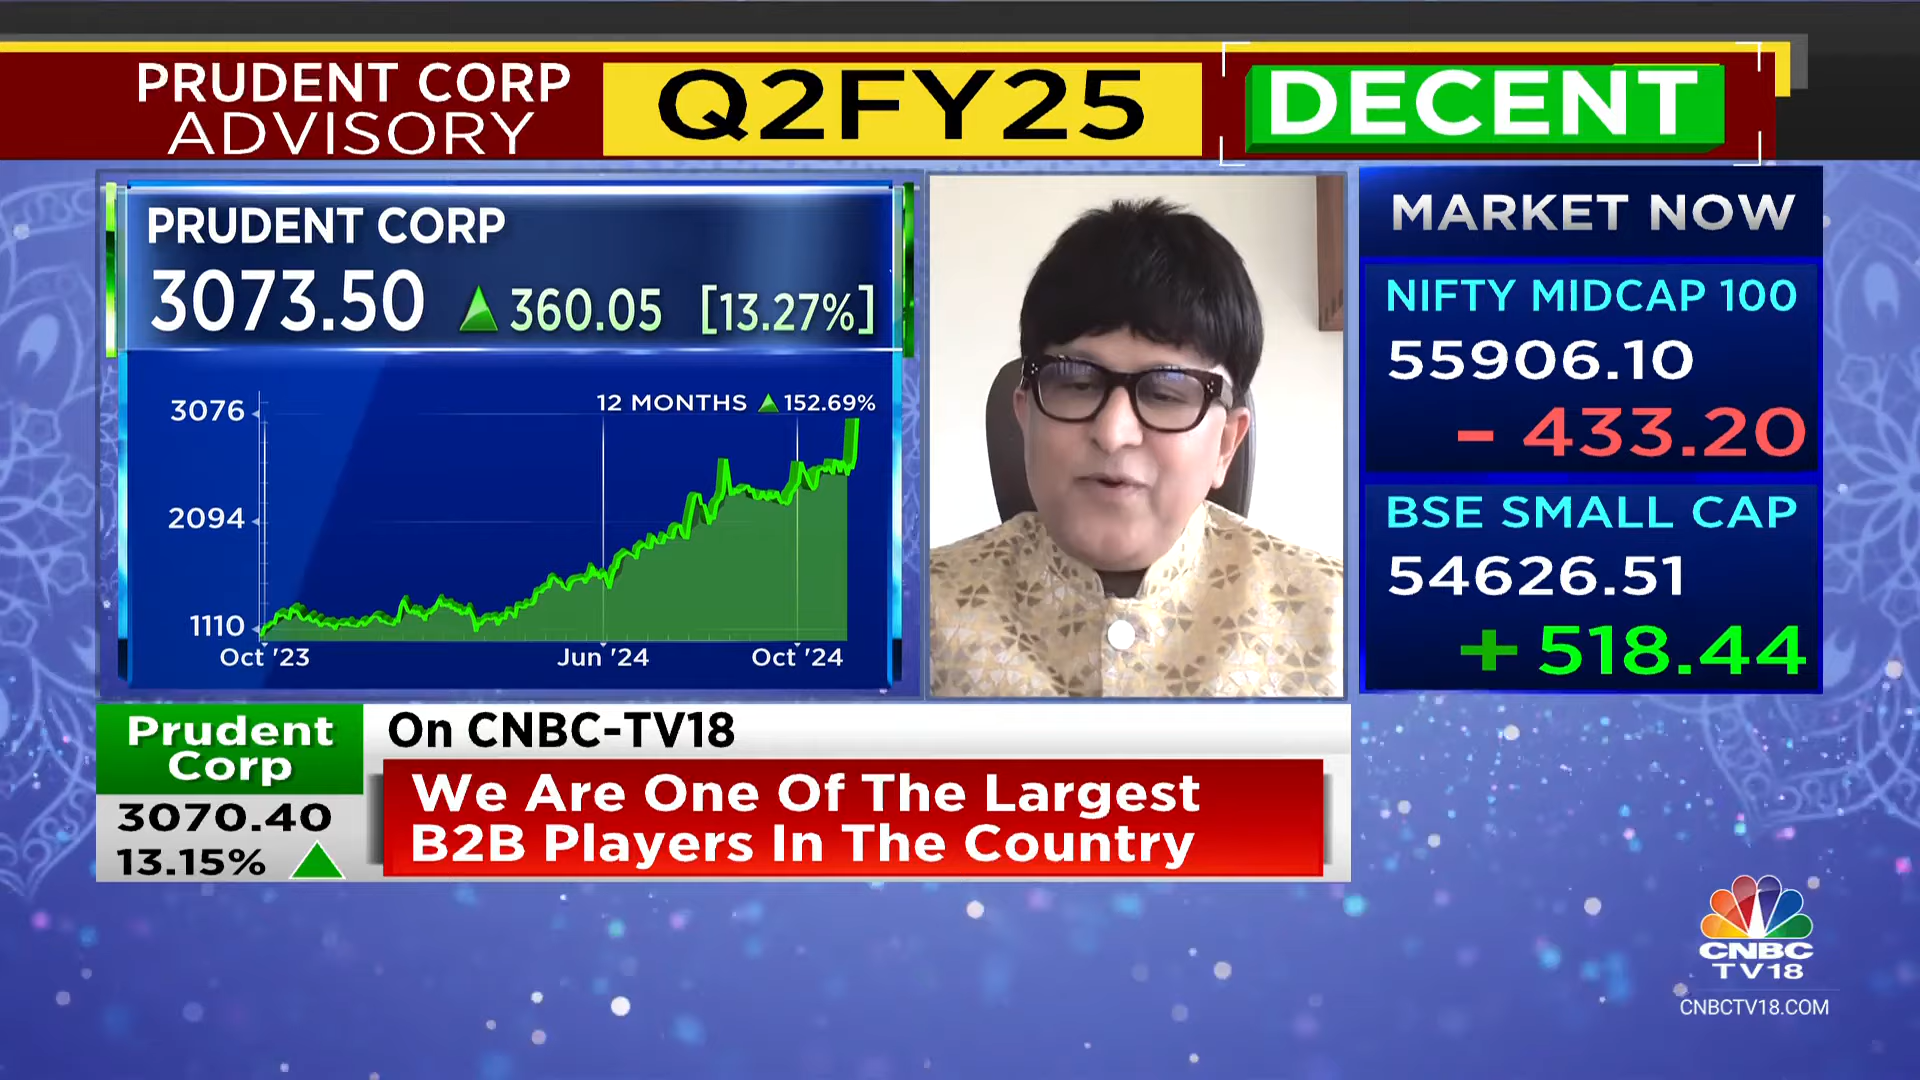 PRUDENT CORP
ADVISORY
Q2FY25
DECENT
PRUDENT CORP
3073.50 ▲ 360.05 [13.27%]
12 MONTHS ▲ 152.69%
3076
2094
1110
Oct '23 Jun '24 Oct '24
MARKET NOW
NIFTY MIDCAP 100
55906.10
- 433.20
BSE SMALL CAP
54626.51
+ 518.44
Prudent
Corp
3070.40
13.15% ▲
On CNBC-TV18
We Are One Of The Largest
B2B Players In The Country
CNBC
TV18
CNBCTV18.COM